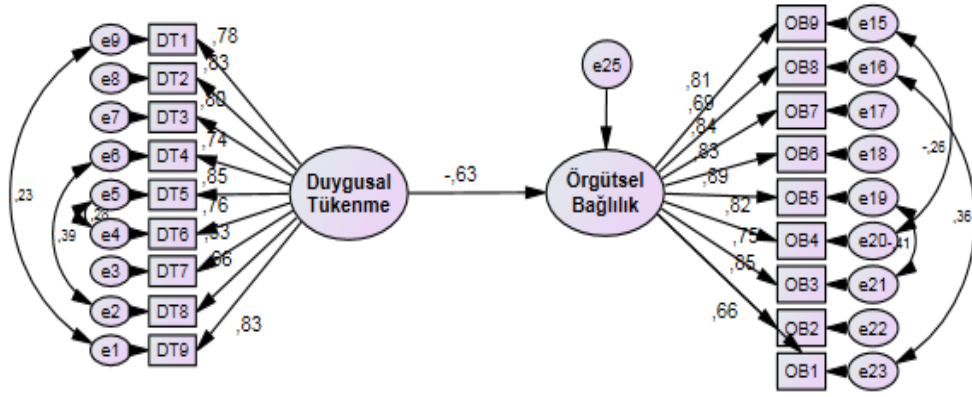 e9 DT1 ,78
e8 DT2 ,83
e7 DT3 ,80
e6 DT4 ,74
e5 DT5 ,85
e4 DT6 ,76
e3 DT7 ,83
e2 DT8
e1 DT9 ,83
,23
,39
,28
Duygusal
Tükenme
-,63
e25
Örgütsel
Bağlılık
,81 OB9 e15
,69 OB8 e16
,84 OB7 e17
,83 OB6 e18
,89 OB5 e19
,82 OB4 e20
,75 OB3 e21
,85 OB2 e22
,66 OB1 e23
-,26
-,41
,36